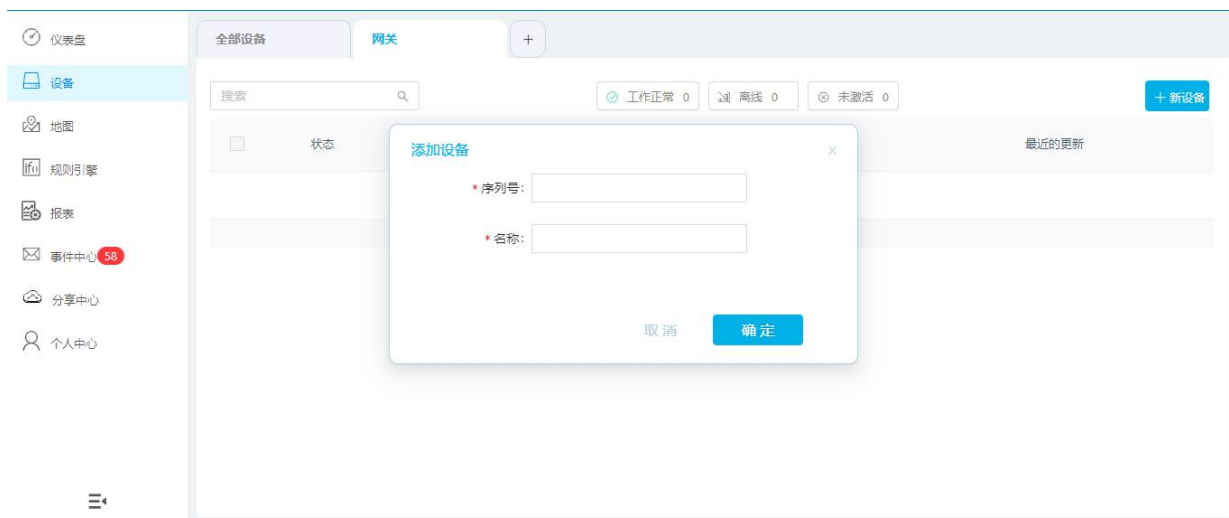 仪表盘
设备
地图
规则引擎
报表
事件中心 58
分享中心
个人中心
全部设备 网关 +
搜索 工作正常 0 离线 0 未激活 0 + 新设备
状态 最近的更新
添加设备 ×
* 序列号:
* 名称:
取消 确定